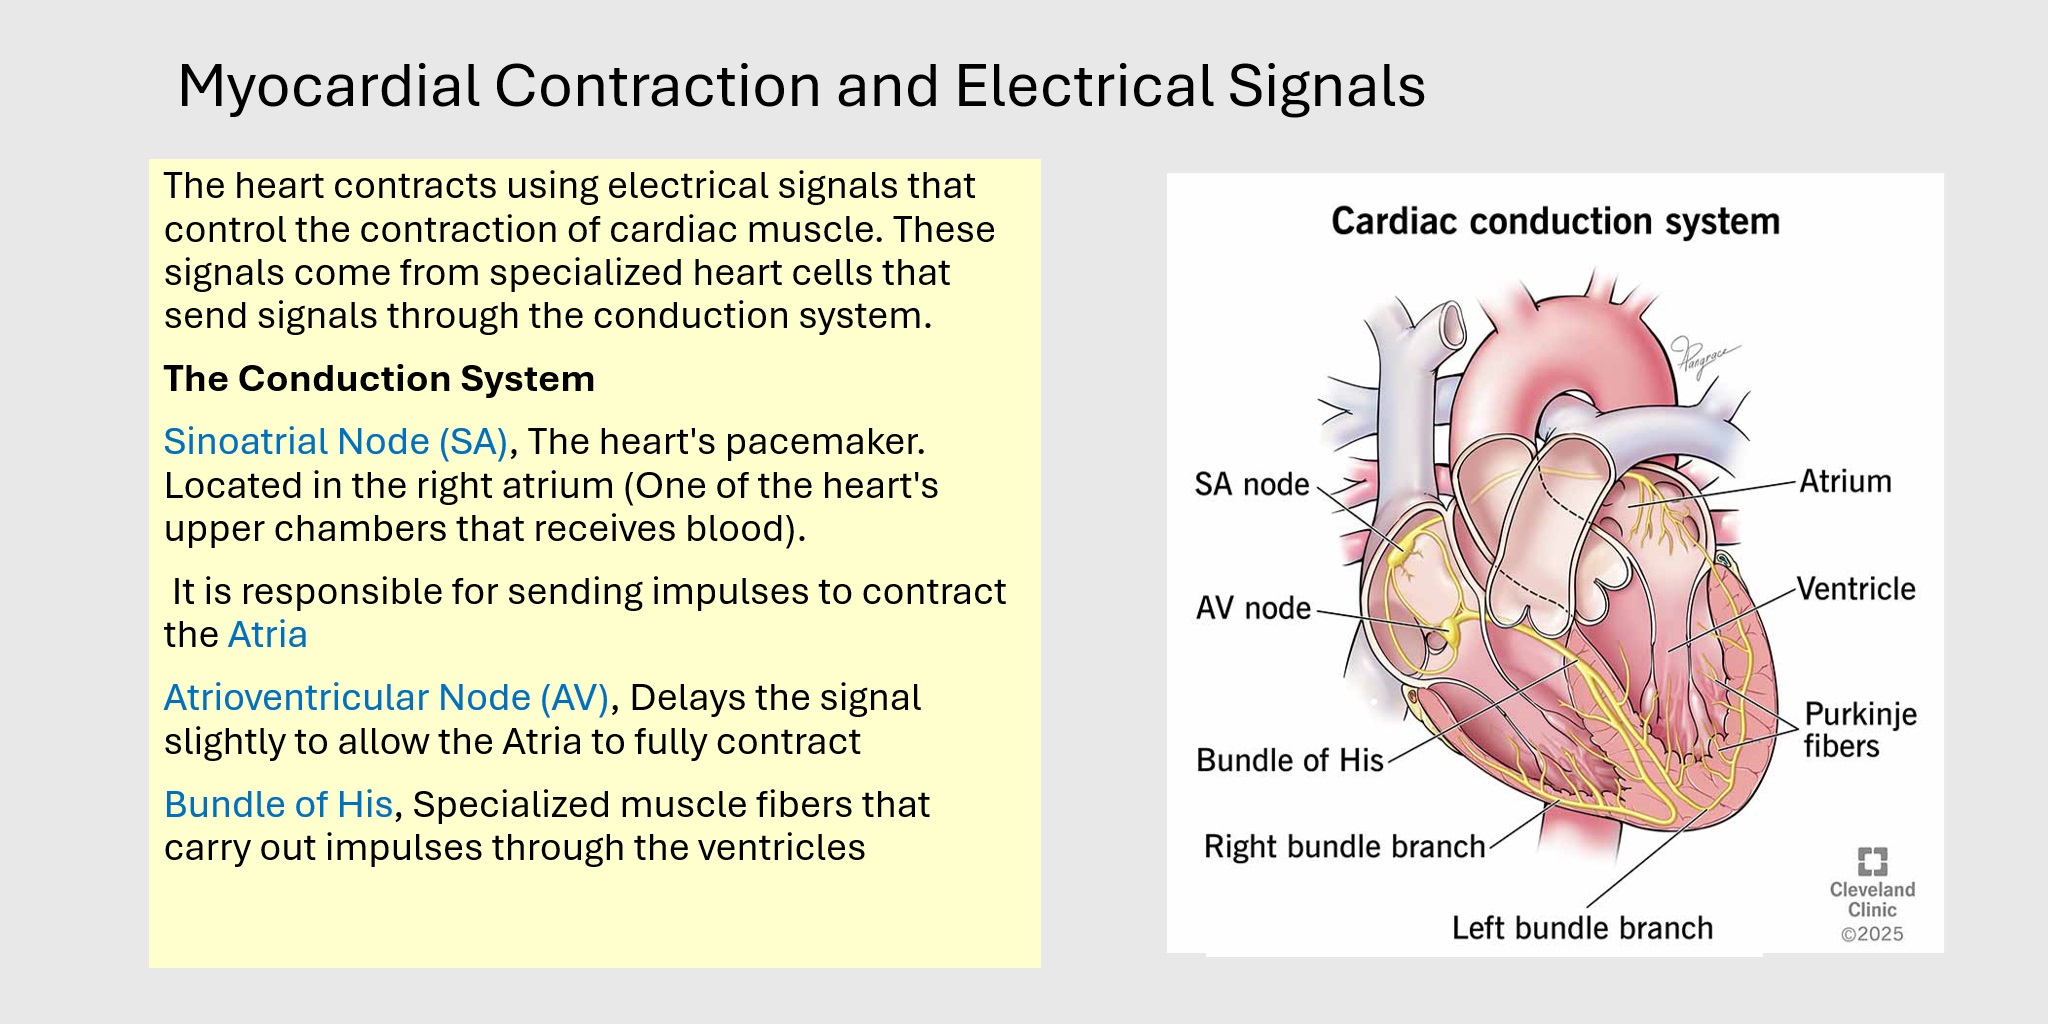 Myocardial Contraction and Electrical Signals
The heart contracts using electrical signals that
control the contraction of cardiac muscle. These
signals come from specialized heart cells that
send signals through the conduction system.
The Conduction System
Sinoatrial Node (SA), The heart's pacemaker.
Located in the right atrium (One of the heart's
upper chambers that receives blood).
It is responsible for sending impulses to contract
the Atria
Atrioventricular Node (AV), Delays the signal
slightly to allow the Atria to fully contract
Bundle of His, Specialized muscle fibers that
carry out impulses through the ventricles
Cardiac conduction system
Pangrace
SA node
Atrium
AV node
Ventricle
Purkinje
fibers
Bundle of His
Right bundle branch
Left bundle branch
Cleveland
Clinic
©2025